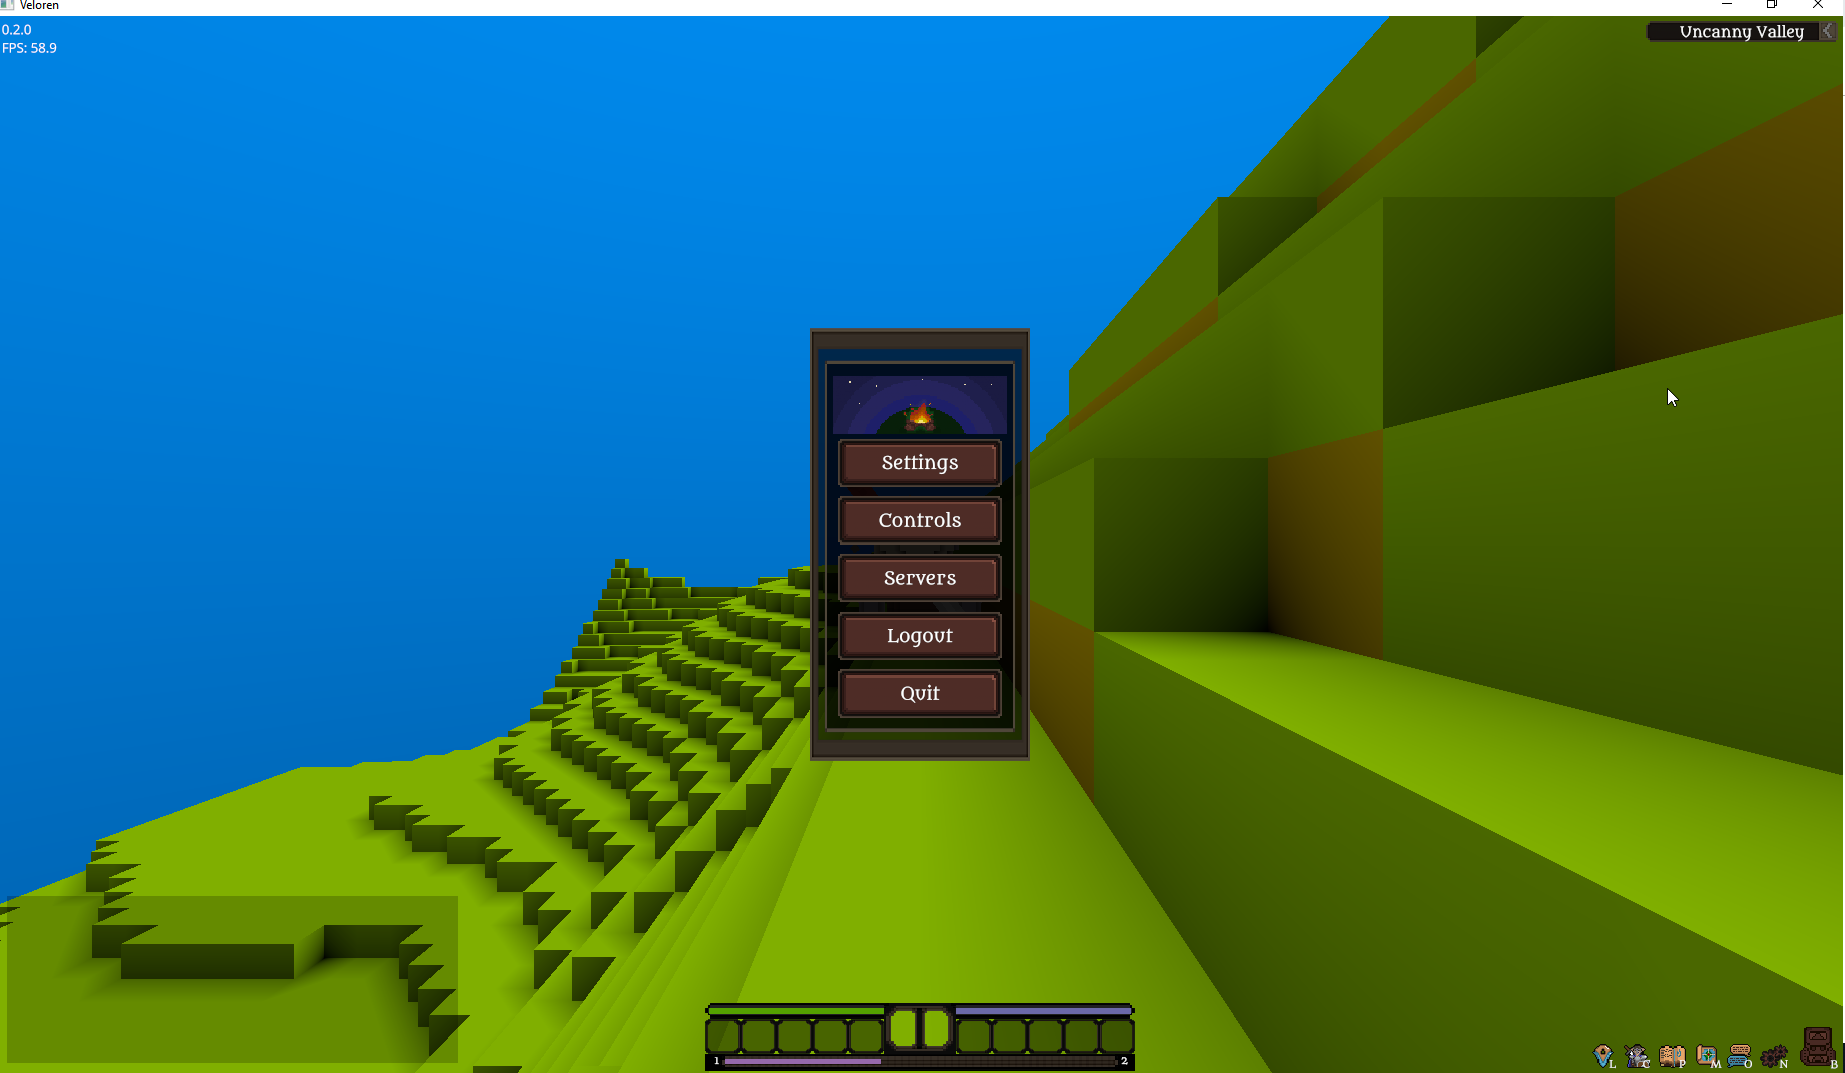 Veloren
0.2.0
FPS: 58.9
Uncanny Valley
Settings
Controls
Servers
Logout
Quit
1
2
L
C
P
M
O
N
B